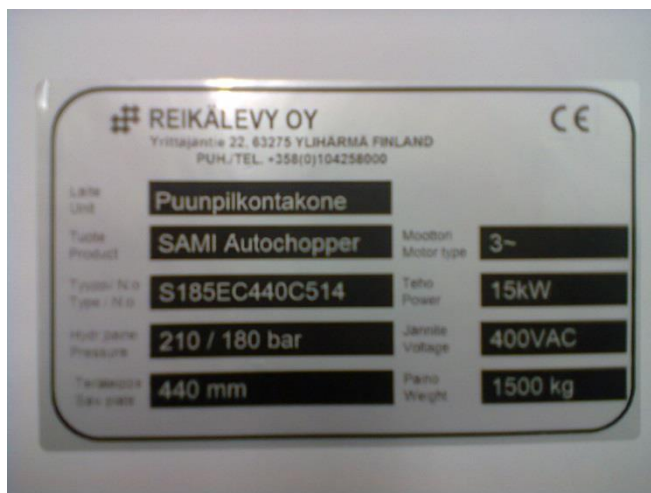 REIKÄLEVY OY
CE
Yrittäjäntie 22, 63275 YLIHÄRMÄ FINLAND
PUH./TEL. +358(0)104258000
Laite
Unit
Puunpilkontakone
Tuote
Product
SAMI Autochopper
Moottori
Motor type
3~
Tyyppi/ N:o
Type / N:o
S185EC440C514
Teho
Power
15kW
Hydr.paine
Pressure
210 / 180 bar
Jännite
Voltage
400VAC
Saw plate
440 mm
Paino
Weight
1500 kg